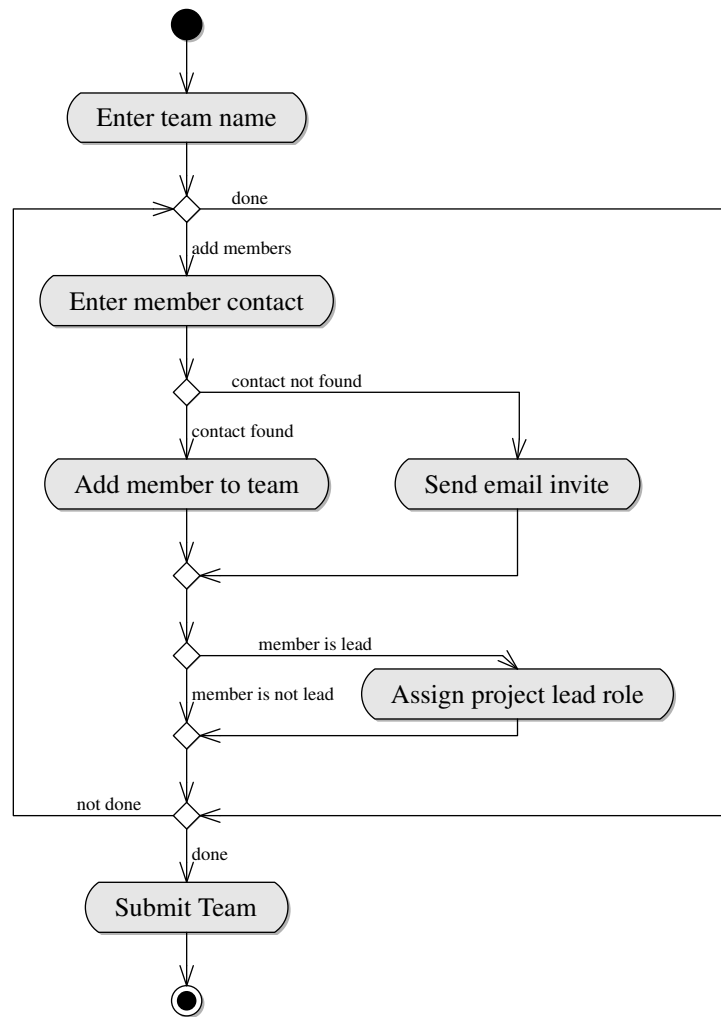 Enter team name
done
add members
Enter member contact
contact not found
contact found
Add member to team
Send email invite
member is lead
Assign project lead role
member is not lead
not done
done
Submit Team